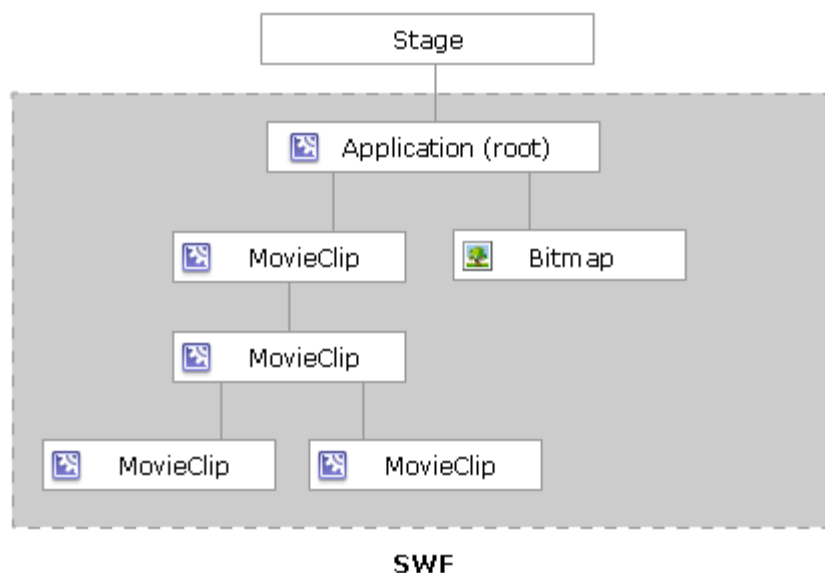 Stage
Application (root)
MovieClip
Bitmap
MovieClip
MovieClip
MovieClip
SWF